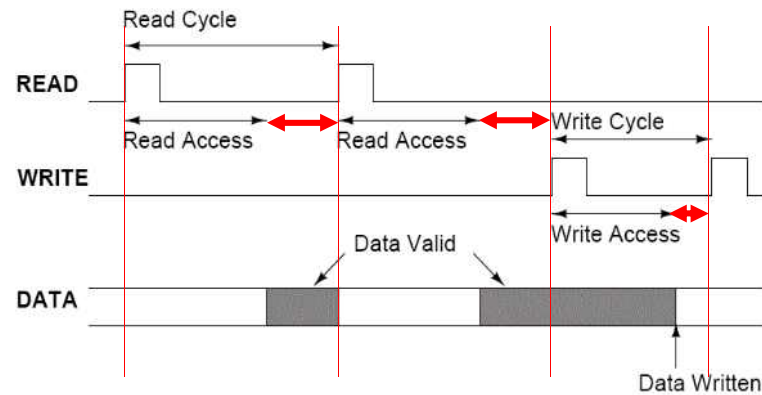 Read Cycle
READ
Read Access
Read Access
Write Cycle
WRITE
Write Access
Data Valid
DATA
Data Written